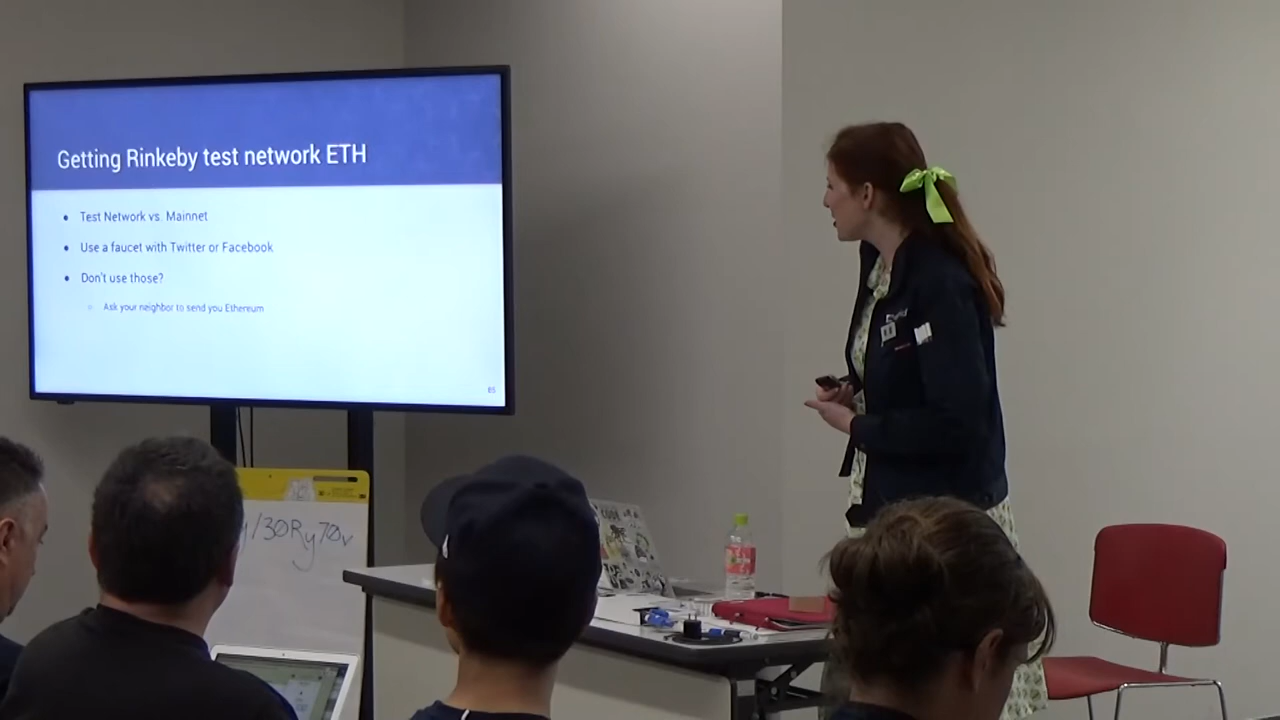 Getting Rinkeby test network ETH
Test Network vs. Mainnet
Use a faucet with Twitter or Facebook
Don't use those?
Ask your neighbor to send you Ethereum
85
/30Ry70v